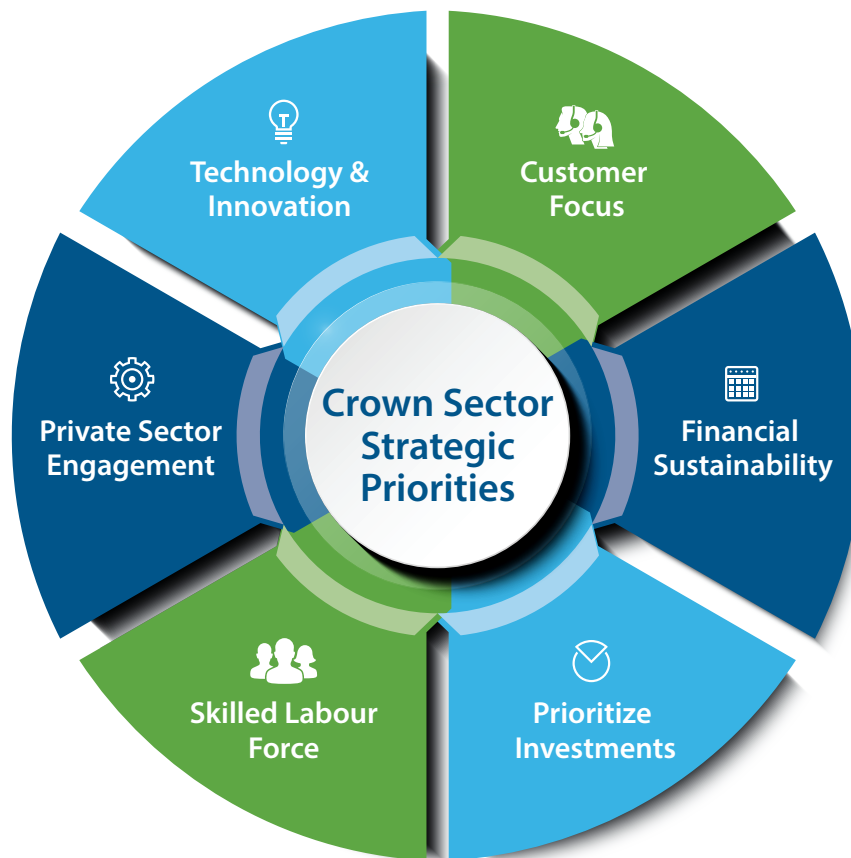 Technology &
Innovation
Customer
Focus
Private Sector
Engagement
Crown Sector
Strategic
Priorities
Financial
Sustainability
Skilled Labour
Force
Prioritize
Investments